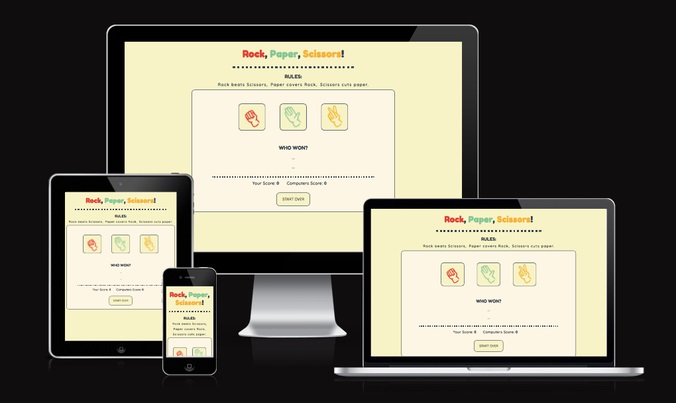 Rock, Paper, Scissors!
RULES:
Rock beats Scissors, Paper covers Rock, Scissors cuts paper.
WHO WON?
Your Score: 0 Computers Score: 0
START OVER
Rock, Paper, Scissors!
RULES:
Rock beats Scissors, Paper covers Rock, Scissors cuts paper.
WHO WON?
Your Score: 0 Computers Score: 0
START OVER
Rock, Paper,
Scissors!
RULES:
Rock beats Scissors,
Paper covers Rock,
Scissors cuts paper.
Rock, Paper, Scissors!
RULES:
Rock beats Scissors, Paper covers Rock, Scissors cuts paper.
WHO WON?
Your Score: 0 Computers Score: 0
START OVER